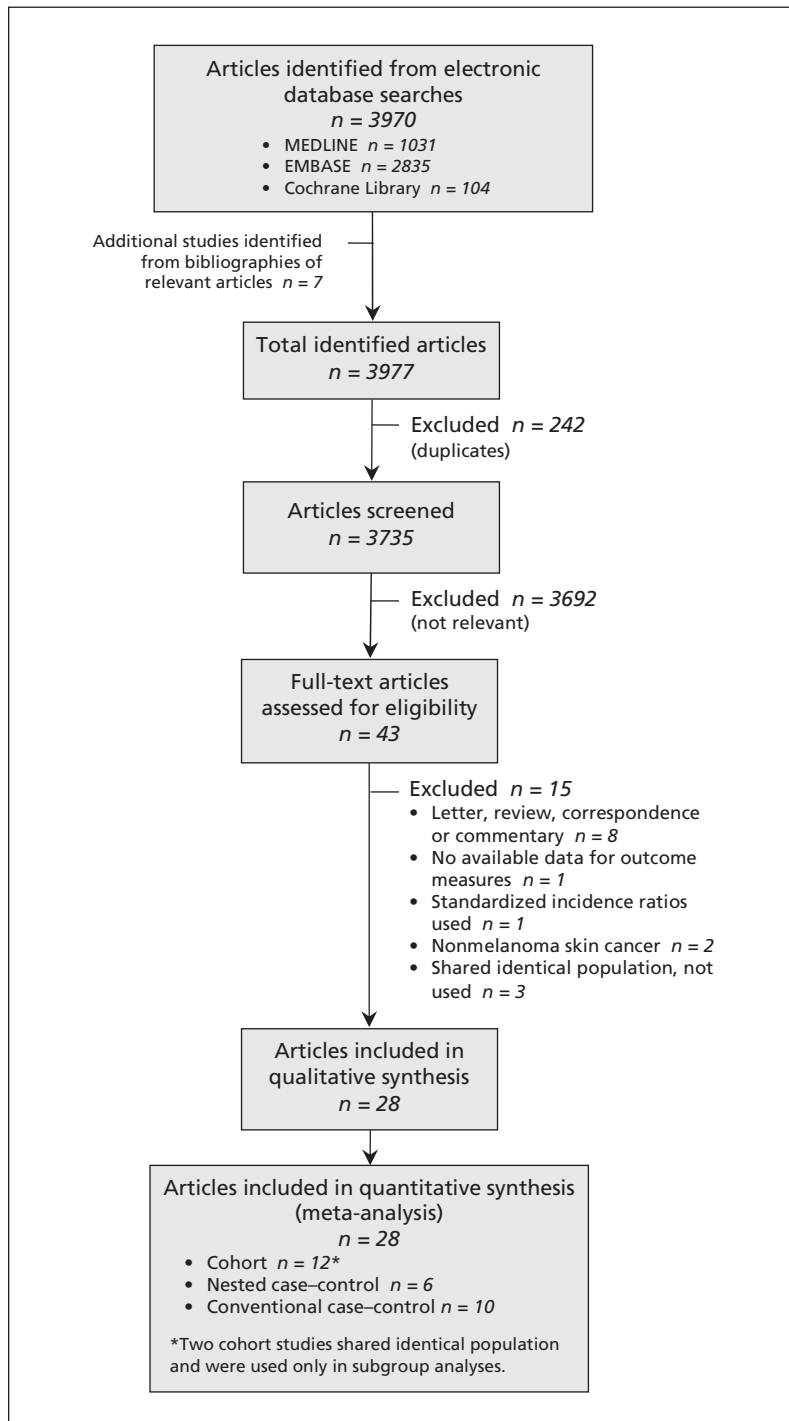 Articles identified from electronic
database searches
n = 3970
• MEDLINE n = 1031
• EMBASE n = 2835
• Cochrane Library n = 104
Additional studies identified
from bibliographies of
relevant articles n = 7
Total identified articles
n = 3977
Excluded n = 242
(duplicates)
Articles screened
n = 3735
Excluded n = 3692
(not relevant)
Full-text articles
assessed for eligibility
n = 43
Excluded n = 15
• Letter, review, correspondence
or commentary n = 8
• No available data for outcome
measures n = 1
• Standardized incidence ratios
used n = 1
• Nonmelanoma skin cancer n = 2
• Shared identical population, not
used n = 3
Articles included in
qualitative synthesis
n = 28
Articles included in quantitative synthesis
(meta-analysis)
n = 28
• Cohort n = 12*
• Nested case–control n = 6
• Conventional case–control n = 10
*Two cohort studies shared identical population
and were used only in subgroup analyses.